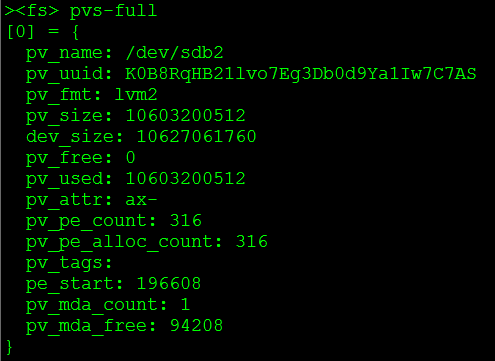 ><fs> pvs-full
[0] = {
  pv_name: /dev/sdb2
  pv_uuid: K0B8RqHB21lvo7Eg3Db0d9Ya1Iw7C7AS
  pv_fmt: lvm2
  pv_size: 10603200512
  dev_size: 10627061760
  pv_free: 0
  pv_used: 10603200512
  pv_attr: ax-
  pv_pe_count: 316
  pv_pe_alloc_count: 316
  pv_tags:
  pe_start: 196608
  pv_mda_count: 1
  pv_mda_free: 94208
}